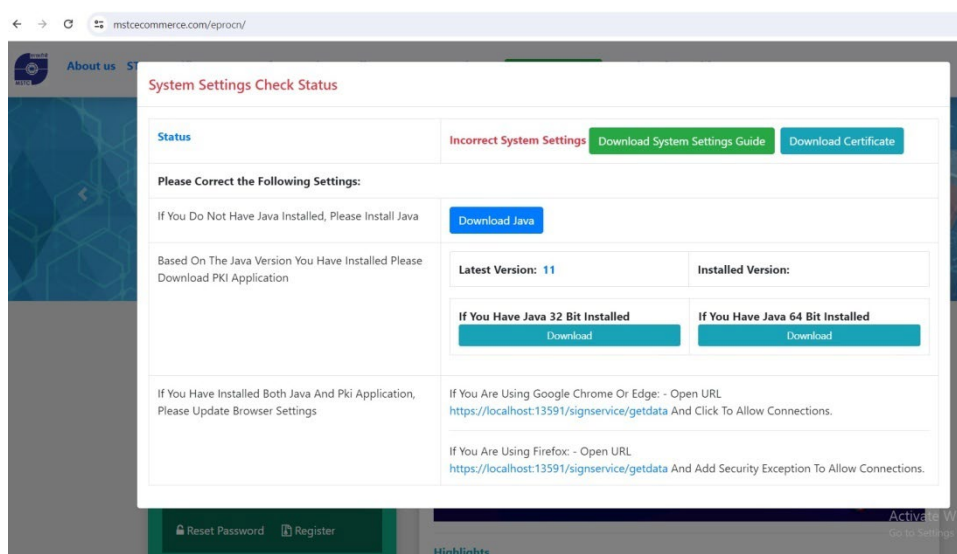 mstcecommerce.com/eprocn/
About us ST
System Settings Check Status
Status
Incorrect System Settings Download System Settings Guide Download Certificate
Please Correct the Following Settings:
If You Do Not Have Java Installed, Please Install Java
Download Java
Based On The Java Version You Have Installed Please
Download PKI Application
Latest Version: 11
Installed Version:
If You Have Java 32 Bit Installed
Download
If You Have Java 64 Bit Installed
Download
If You Have Installed Both Java And Pki Application,
Please Update Browser Settings
If You Are Using Google Chrome Or Edge: - Open URL
https://localhost:13591/signservice/getdata And Click To Allow Connections.
If You Are Using Firefox: - Open URL
https://localhost:13591/signservice/getdata And Add Security Exception To Allow Connections.
Reset Password Register
Highlights
Activate W
Go to Settings